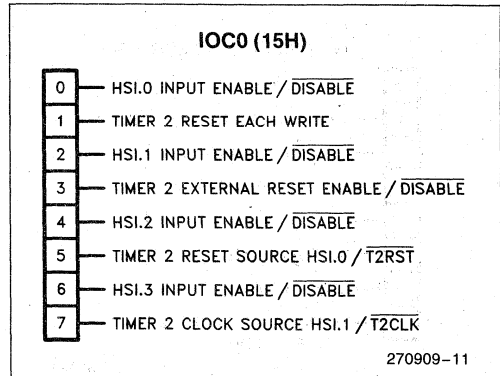 IOC0 (15H)
0 HSI.0 INPUT ENABLE / DISABLE
1 TIMER 2 RESET EACH WRITE
2 HSI.1 INPUT ENABLE / DISABLE
3 TIMER 2 EXTERNAL RESET ENABLE / DISABLE
4 HSI.2 INPUT ENABLE / DISABLE
5 TIMER 2 RESET SOURCE HSI.0 / T2RST
6 HSI.3 INPUT ENABLE / DISABLE
7 TIMER 2 CLOCK SOURCE HSI.1 / T2CLK
270909-11